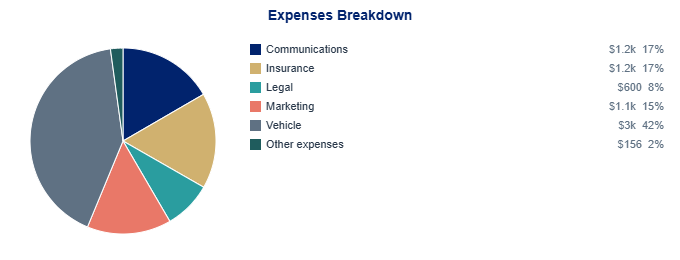 Expenses Breakdown
Communications $1.2k 17%
Insurance $1.2k 17%
Legal $600 8%
Marketing $1.1k 15%
Vehicle $3k 42%
Other expenses $156 2%